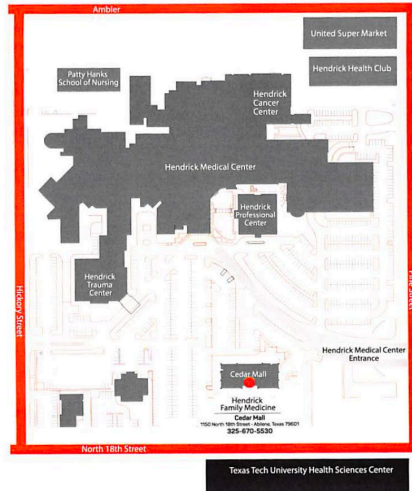 Ambler
United Super Market
Hendrick Health Club
Patty Hanks
School of Nursing
Hendrick
Cancer
Center
Hendrick Medical Center
Hendrick
Professional
Center
Hendrick
Trauma
Center
Hickory Street
Pine Street
Hendrick Medical Center
Entrance
Cedar Mall
Hendrick
Family Medicine
Cedar Mall
1150 North 18th Street - Abilene, Texas 79601
325-670-5530
North 18th Street
Texas Tech University Health Sciences Center